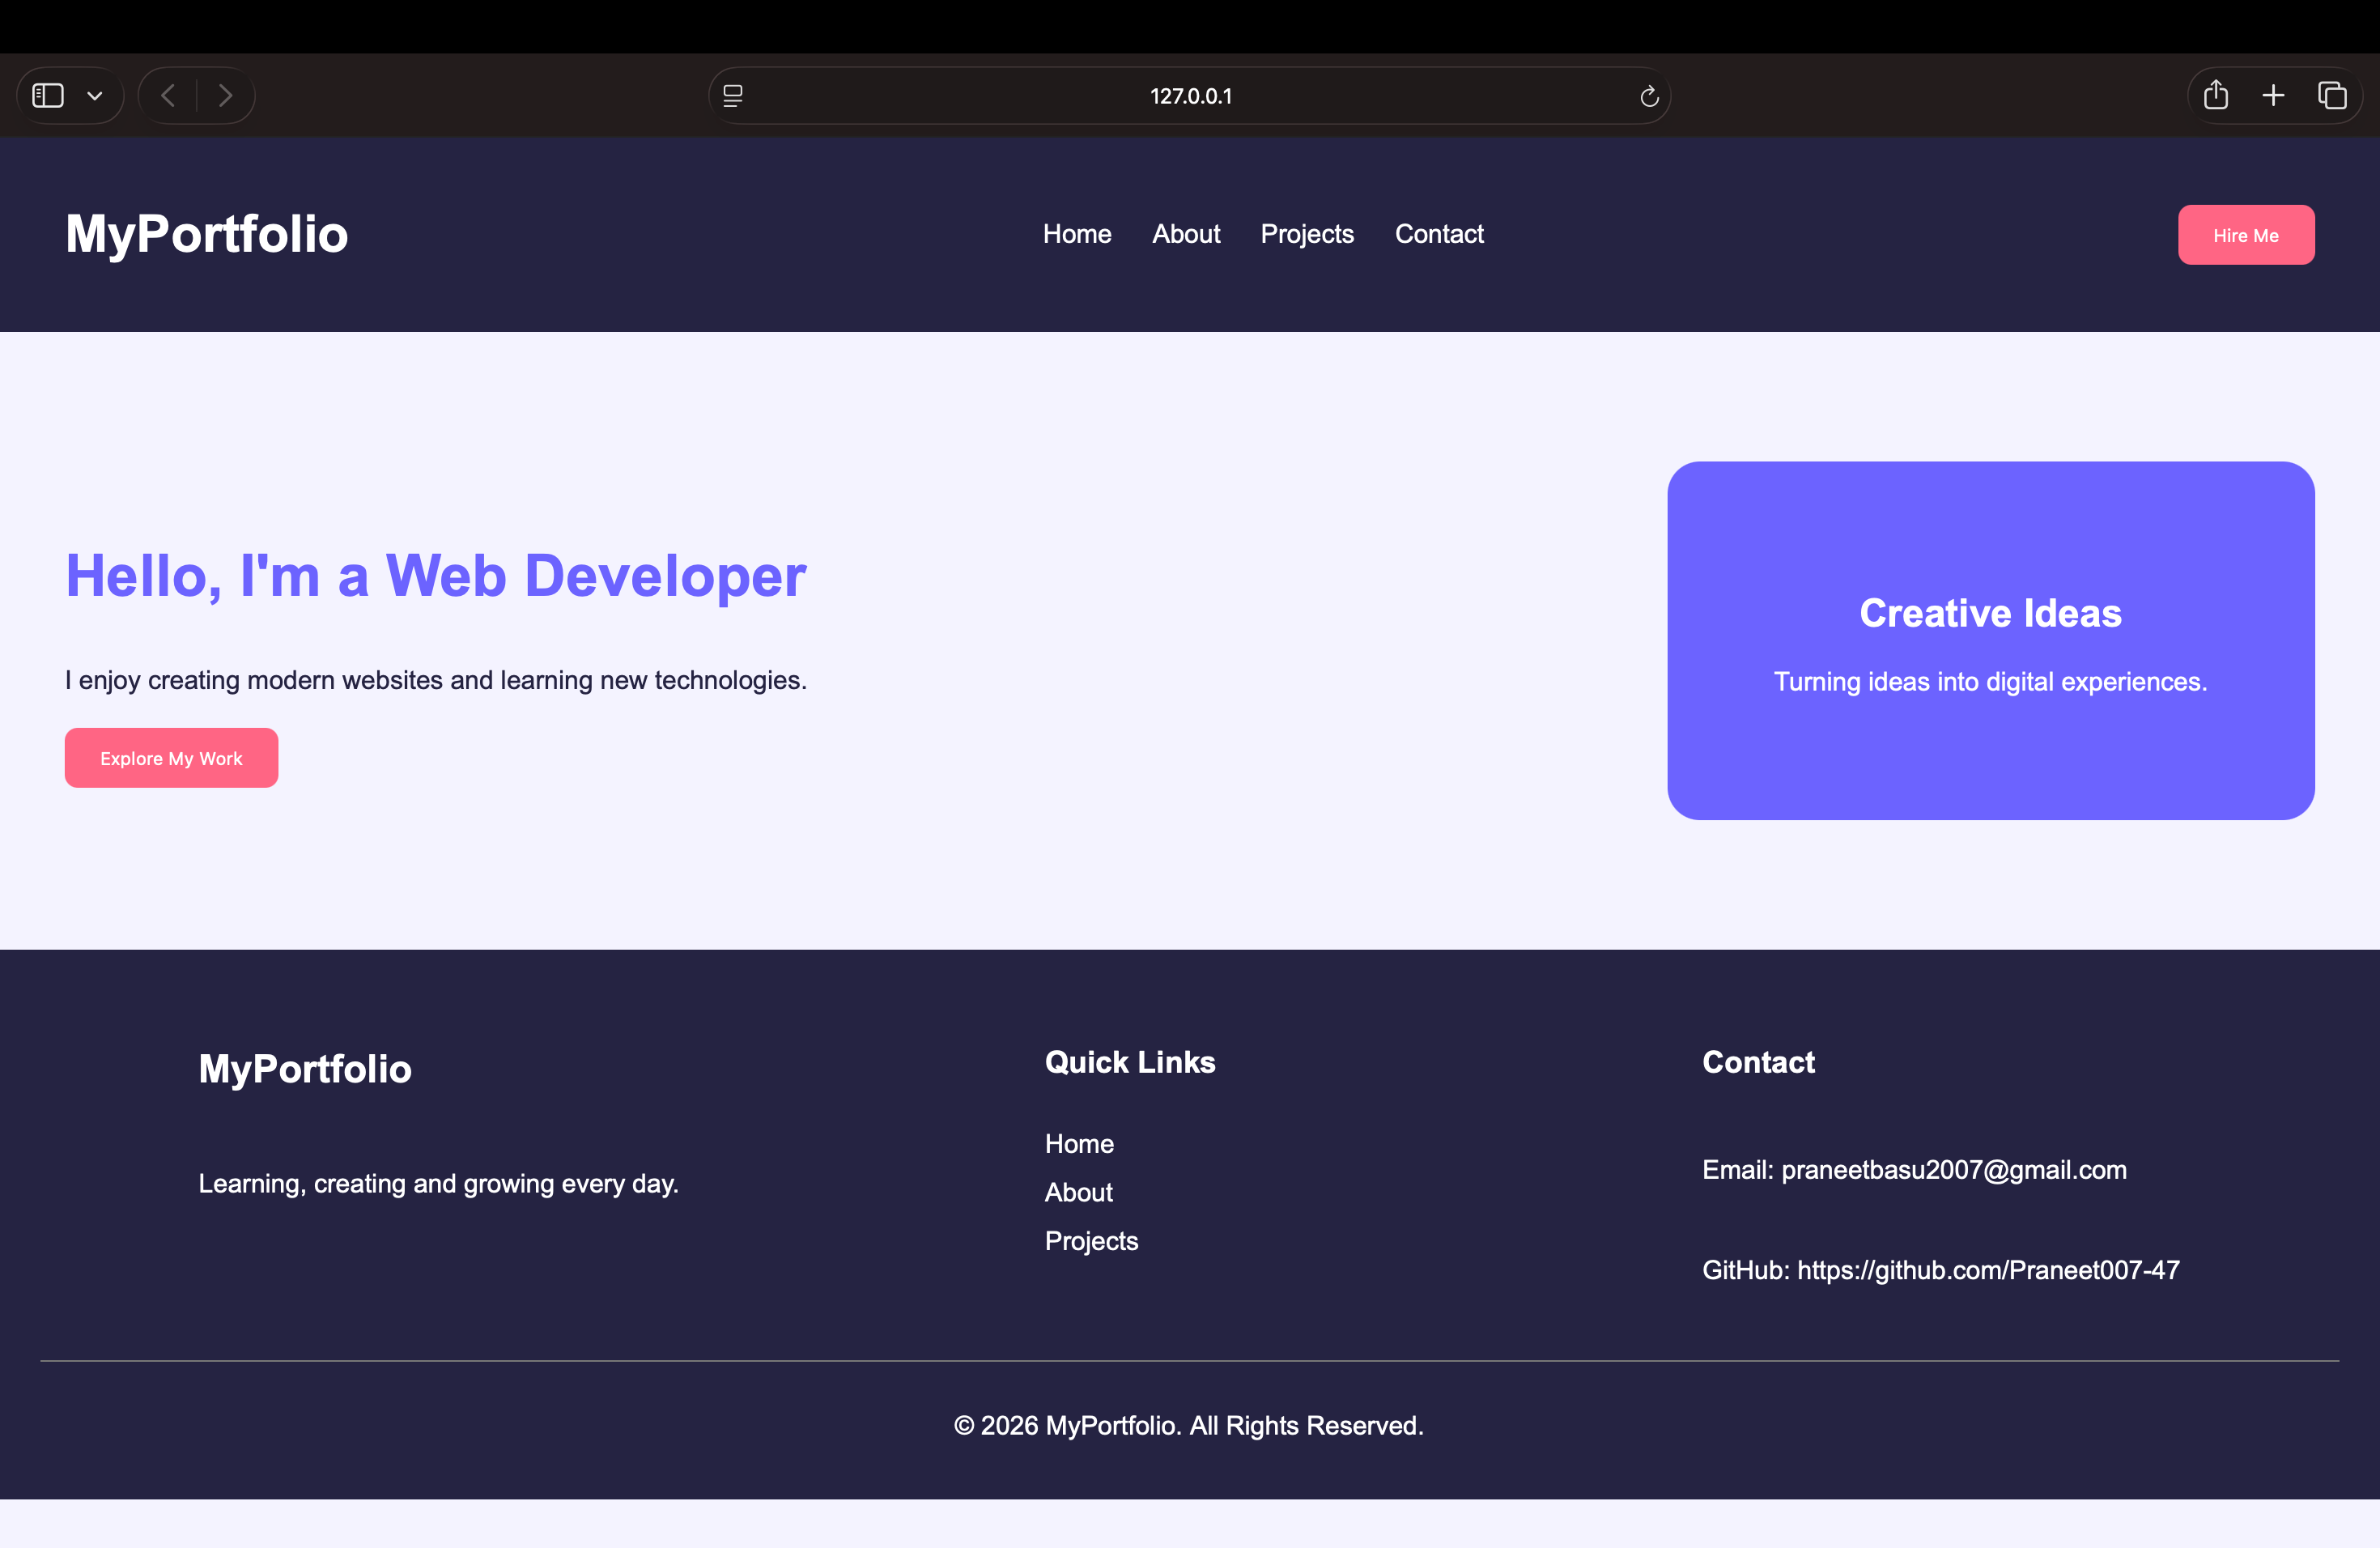 127.0.0.1
MyPortfolio
Home About Projects Contact
Hire Me
Hello, I'm a Web Developer
I enjoy creating modern websites and learning new technologies.
Explore My Work
Creative Ideas
Turning ideas into digital experiences.
MyPortfolio
Learning, creating and growing every day.
Quick Links
Home
About
Projects
Contact
Email: praneetbasu2007@gmail.com
GitHub: https://github.com/Praneet007-47
© 2026 MyPortfolio. All Rights Reserved.